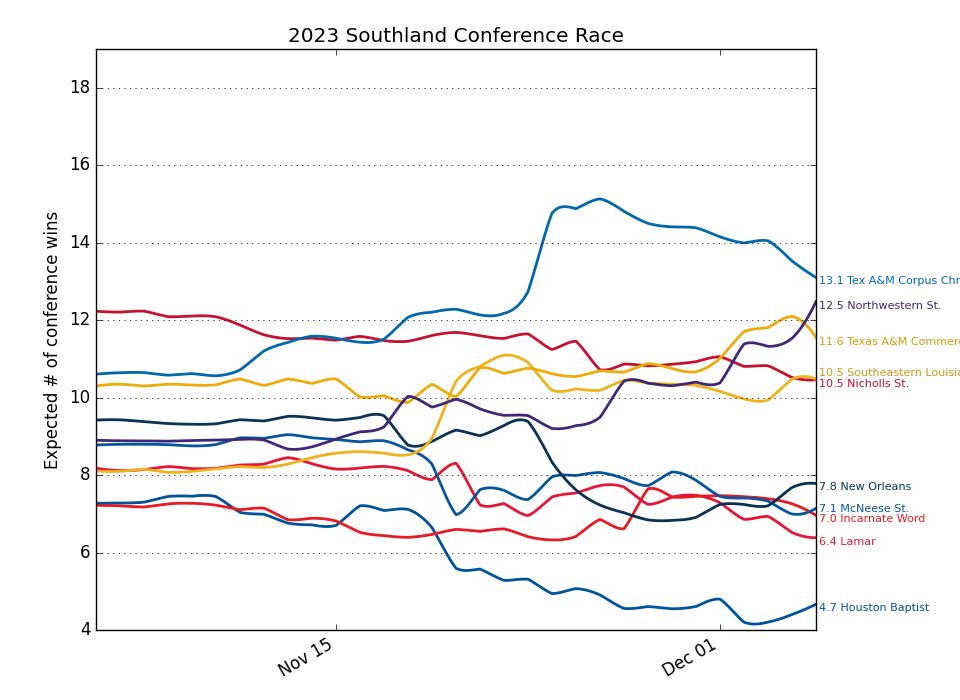 2023 Southland Conference Race
Expected # of conference wins
18
16
14
12
10
8
6
4
Nov 15
Dec 01
13.1 Tex A&M Corpus Chr
12.5 Northwestern St.
11.6 Texas A&M Commerc
10.5 Southeastern Louisia
10.5 Nicholls St.
7.8 New Orleans
7.1 McNeese St.
7.0 Incarnate Word
6.4 Lamar
4.7 Houston Baptist